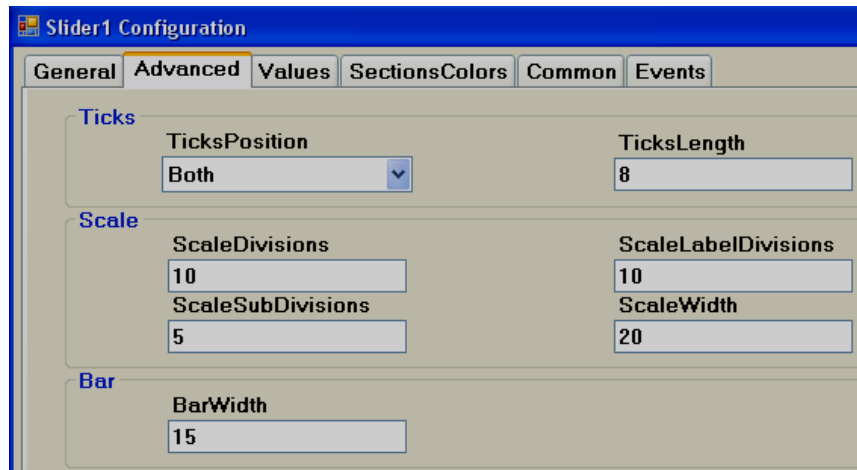 Slider1 Configuration
General Advanced Values SectionsColors Common Events
Ticks
TicksPosition TicksLength
Both 8
Scale
ScaleDivisions ScaleLabelDivisions
10 10
ScaleSubDivisions ScaleWidth
5 20
Bar
BarWidth
15